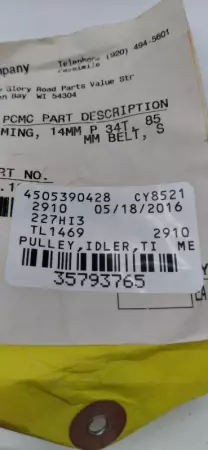 ompany Telephone (920) 494-5601
Glory Road Parts Value Str
en Bay WI 54304
PCMC PART DESCRIPTION
MING, 14MM P 34T, 85
MM BELT, S
RT NO.
4505390428 CY8521
2910 05/18/2016
227HI3
TL1469 2910
PULLEY,IDLER,TI ME
35793765